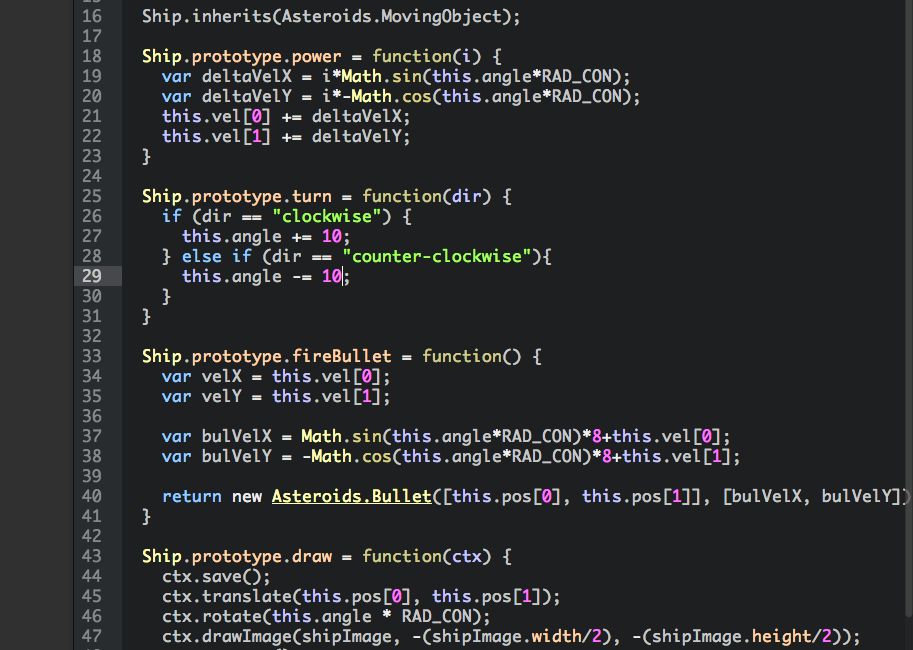 16 Ship.inherits(Asteroids.MovingObject);
17
18 Ship.prototype.power = function(i) {
19 var deltaVelX = i*Math.sin(this.angle*RAD_CON);
20 var deltaVelY = i*-Math.cos(this.angle*RAD_CON);
21 this.vel[0] += deltaVelX;
22 this.vel[1] += deltaVelY;
23 }
24
25 Ship.prototype.turn = function(dir) {
26 if (dir == "clockwise") {
27 this.angle += 10;
28 } else if (dir == "counter-clockwise"){
29 this.angle -= 10;
30 }
31 }
32
33 Ship.prototype.fireBullet = function() {
34 var velX = this.vel[0];
35 var velY = this.vel[1];
36
37 var bulVelX = Math.sin(this.angle*RAD_CON)*8+this.vel[0];
38 var bulVelY = -Math.cos(this.angle*RAD_CON)*8+this.vel[1];
39
40 return new Asteroids.Bullet([this.pos[0], this.pos[1]], [bulVelX, bulVelY])
41 }
42
43 Ship.prototype.draw = function(ctx) {
44 ctx.save();
45 ctx.translate(this.pos[0], this.pos[1]);
46 ctx.rotate(this.angle * RAD_CON);
47 ctx.drawImage(shipImage, -(shipImage.width/2), -(shipImage.height/2));